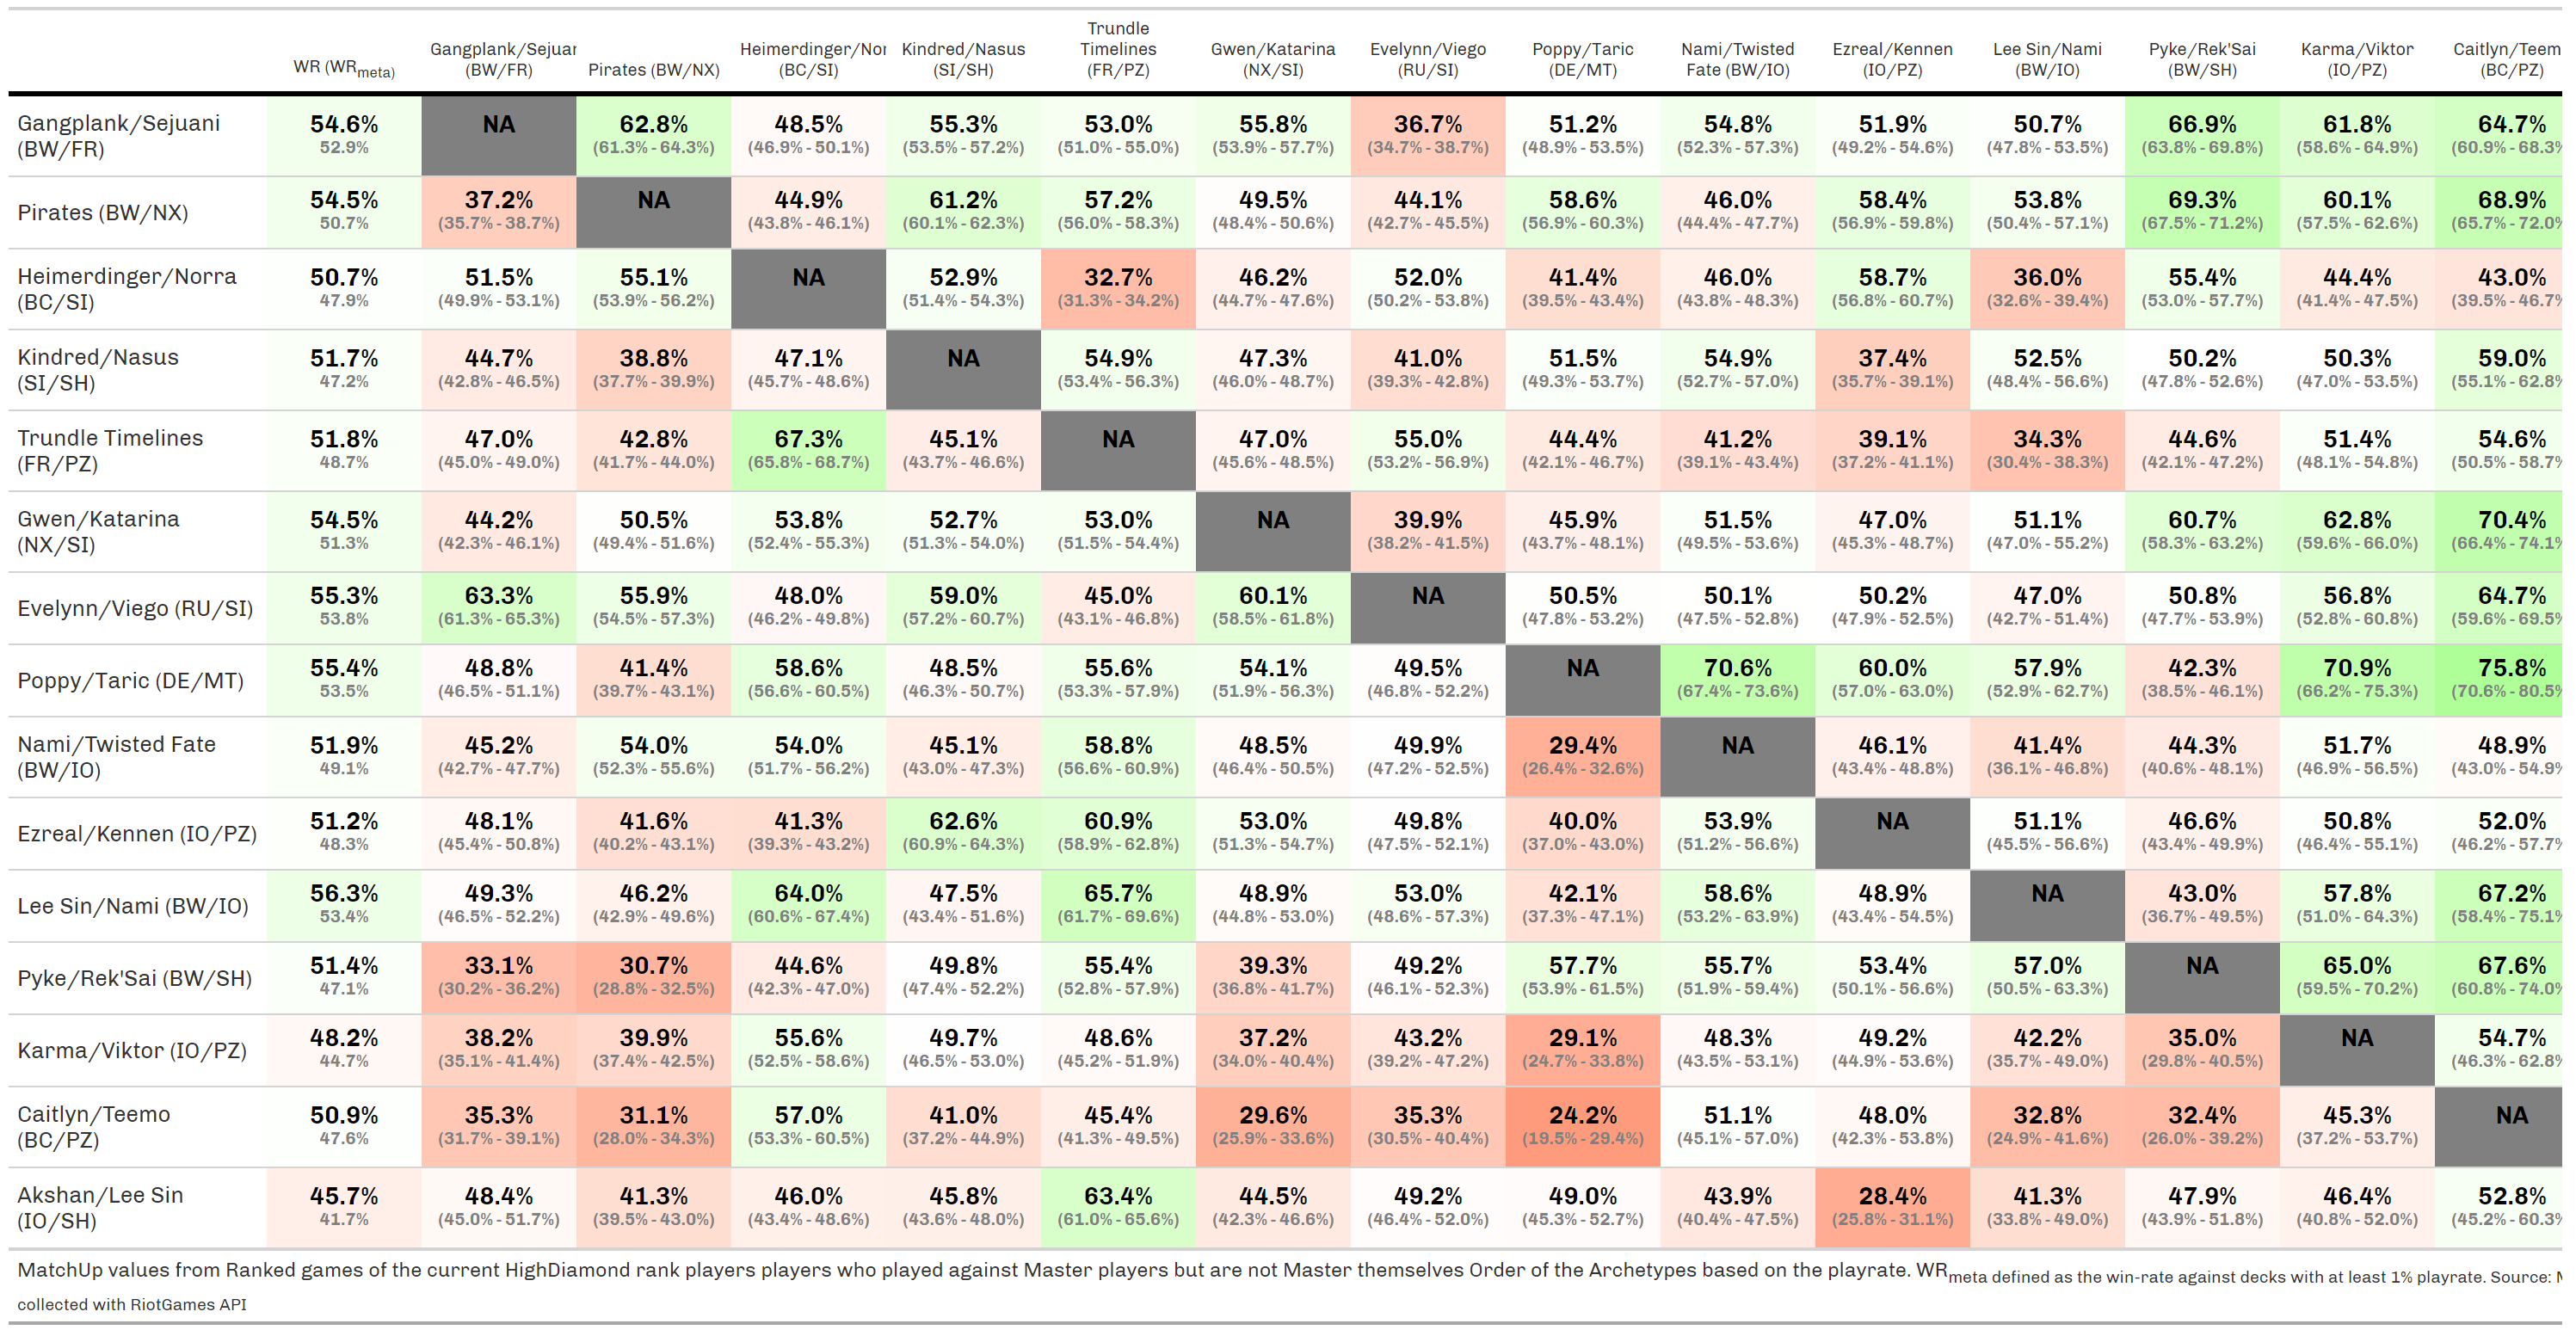 WR (WRmeta) Gangplank/Sejuan (BW/FR) Pirates (BW/NX) Heimerdinger/Nor (BC/SI) Kindred/Nasus (SI/SH) Trundle Timelines (FR/PZ) Gwen/Katarina (NX/SI) Evelynn/Viego (RU/SI) Poppy/Taric (DE/MT) Nami/Twisted Fate (BW/IO) Ezreal/Kennen (IO/PZ) Lee Sin/Nami (BW/IO) Pyke/Rek'Sai (BW/SH) Karma/Viktor (IO/PZ) Caitlyn/Teem (BC/PZ)
Gangplank/Sejuani 54.6% NA 62.8% 48.5% 55.3% 53.0% 55.8% 36.7% 51.2% 54.8% 51.9% 50.7% 66.9% 61.8% 64.7%
(BW/FR) 52.9% (61.3% - 64.3%) (46.9% - 50.1%) (53.5% - 57.2%) (51.0% - 55.0%) (53.9% - 57.7%) (34.7% - 38.7%) (48.9% - 53.5%) (52.3% - 57.3%) (49.2% - 54.6%) (47.8% - 53.5%) (63.8% - 69.8%) (58.6% - 64.9%) (60.9% - 68.3%
Pirates (BW/NX) 54.5% 37.2% NA 44.9% 61.2% 57.2% 49.5% 44.1% 58.6% 46.0% 58.4% 53.8% 69.3% 60.1% 68.9%
50.7% (35.7% - 38.7%) (43.8% - 46.1%) (60.1% - 62.3%) (56.0% - 58.3%) (48.4% - 50.6%) (42.7% - 45.5%) (56.9% - 60.3%) (44.4% - 47.7%) (56.9% - 59.8%) (50.4% - 57.1%) (67.5% - 71.2%) (57.5% - 62.6%) (65.7% - 72.0%
Heimerdinger/Norra 50.7% 51.5% 55.1% NA 52.9% 32.7% 46.2% 52.0% 41.4% 46.0% 58.7% 36.0% 55.4% 44.4% 43.0%
(BC/SI) 47.9% (49.9% - 53.1%) (53.9% - 56.2%) (51.4% - 54.3%) (31.3% - 34.2%) (44.7% - 47.6%) (50.2% - 53.8%) (39.5% - 43.4%) (43.8% - 48.3%) (56.8% - 60.7%) (32.6% - 39.4%) (53.0% - 57.7%) (41.4% - 47.5%) (39.5% - 46.7%
Kindred/Nasus 51.7% 44.7% 38.8% 47.1% NA 54.9% 47.3% 41.0% 51.5% 54.9% 37.4% 52.5% 50.2% 50.3% 59.0%
(SI/SH) 47.2% (42.8% - 46.5%) (37.7% - 39.9%) (45.7% - 48.6%) (53.4% - 56.3%) (46.0% - 48.7%) (39.3% - 42.8%) (49.3% - 53.7%) (52.7% - 57.0%) (35.7% - 39.1%) (48.4% - 56.6%) (47.8% - 52.6%) (47.0% - 53.5%) (55.1% - 62.8%
Trundle Timelines 51.8% 47.0% 42.8% 67.3% 45.1% NA 47.0% 55.0% 44.4% 41.2% 39.1% 34.3% 44.6% 51.4% 54.6%
(FR/PZ) 48.7% (45.0% - 49.0%) (41.7% - 44.0%) (65.8% - 68.7%) (43.7% - 46.6%) (45.6% - 48.5%) (53.2% - 56.9%) (42.1% - 46.7%) (39.1% - 43.4%) (37.2% - 41.1%) (30.4% - 38.3%) (42.1% - 47.2%) (48.1% - 54.8%) (50.5% - 58.7%
Gwen/Katarina 54.5% 44.2% 50.5% 53.8% 52.7% 53.0% NA 39.9% 45.9% 51.5% 47.0% 51.1% 60.7% 62.8% 70.4%
(NX/SI) 51.3% (42.3% - 46.1%) (49.4% - 51.6%) (52.4% - 55.3%) (51.3% - 54.0%) (51.5% - 54.4%) (38.2% - 41.5%) (43.7% - 48.1%) (49.5% - 53.6%) (45.3% - 48.7%) (47.0% - 55.2%) (58.3% - 63.2%) (59.6% - 66.0%) (66.4% - 74.1%
Evelynn/Viego (RU/SI) 55.3% 63.3% 55.9% 48.0% 59.0% 45.0% 60.1% NA 50.5% 50.1% 50.2% 47.0% 50.8% 56.8% 64.7%
53.8% (61.3% - 65.3%) (54.5% - 57.3%) (46.2% - 49.8%) (57.2% - 60.7%) (43.1% - 46.8%) (58.5% - 61.8%) (47.8% - 53.2%) (47.5% - 52.8%) (47.9% - 52.5%) (42.7% - 51.4%) (47.7% - 53.9%) (52.8% - 60.8%) (59.6% - 69.5%
Poppy/Taric (DE/MT) 55.4% 48.8% 41.4% 58.6% 48.5% 55.6% 54.1% 49.5% NA 70.6% 60.0% 57.9% 42.3% 70.9% 75.8%
53.5% (46.5% - 51.1%) (39.7% - 43.1%) (56.6% - 60.5%) (46.3% - 50.7%) (53.3% - 57.9%) (51.9% - 56.3%) (46.8% - 52.2%) (67.4% - 73.6%) (57.0% - 63.0%) (52.9% - 62.7%) (38.5% - 46.1%) (66.2% - 75.3%) (70.6% - 80.5%
Nami/Twisted Fate 51.9% 45.2% 54.0% 54.0% 45.1% 58.8% 48.5% 49.9% 29.4% NA 46.1% 41.4% 44.3% 51.7% 48.9%
(BW/IO) 49.1% (42.7% - 47.7%) (52.3% - 55.6%) (51.7% - 56.2%) (43.0% - 47.3%) (56.6% - 60.9%) (46.4% - 50.5%) (47.2% - 52.5%) (26.4% - 32.6%) (43.4% - 48.8%) (36.1% - 46.8%) (40.6% - 48.1%) (46.9% - 56.5%) (43.0% - 54.9%
Ezreal/Kennen (IO/PZ) 51.2% 48.1% 41.6% 41.3% 62.6% 60.9% 53.0% 49.8% 40.0% 53.9% NA 51.1% 46.6% 50.8% 52.0%
48.3% (45.4% - 50.8%) (40.2% - 43.1%) (39.3% - 43.2%) (60.9% - 64.3%) (58.9% - 62.8%) (51.3% - 54.7%) (47.5% - 52.1%) (37.0% - 43.0%) (51.2% - 56.6%) (45.5% - 56.6%) (43.4% - 49.9%) (46.4% - 55.1%) (46.2% - 57.7%
Lee Sin/Nami (BW/IO) 56.3% 49.3% 46.2% 64.0% 47.5% 65.7% 48.9% 53.0% 42.1% 58.6% 48.9% NA 43.0% 57.8% 67.2%
53.4% (46.5% - 52.2%) (42.9% - 49.6%) (60.6% - 67.4%) (43.4% - 51.6%) (61.7% - 69.6%) (44.8% - 53.0%) (48.6% - 57.3%) (37.3% - 47.1%) (53.2% - 63.9%) (43.4% - 54.5%) (36.7% - 49.5%) (51.0% - 64.3%) (58.4% - 75.1%
Pyke/Rek'Sai (BW/SH) 51.4% 33.1% 30.7% 44.6% 49.8% 55.4% 39.3% 49.2% 57.7% 55.7% 53.4% 57.0% NA 65.0% 67.6%
47.1% (30.2% - 36.2%) (28.8% - 32.5%) (42.3% - 47.0%) (47.4% - 52.2%) (52.8% - 57.9%) (36.8% - 41.7%) (46.1% - 52.3%) (53.9% - 61.5%) (51.9% - 59.4%) (50.1% - 56.6%) (50.5% - 63.3%) (59.5% - 70.2%) (60.8% - 74.0%
Karma/Viktor (IO/PZ) 48.2% 38.2% 39.9% 55.6% 49.7% 48.6% 37.2% 43.2% 29.1% 48.3% 49.2% 42.2% 35.0% NA 54.7%
44.7% (35.1% - 41.4%) (37.4% - 42.5%) (52.5% - 58.6%) (46.5% - 53.0%) (45.2% - 51.9%) (34.0% - 40.4%) (39.2% - 47.2%) (24.7% - 33.8%) (43.5% - 53.1%) (44.9% - 53.6%) (35.7% - 49.0%) (29.8% - 40.5%) (46.3% - 62.8%
Caitlyn/Teemo 50.9% 35.3% 31.1% 57.0% 41.0% 45.4% 29.6% 35.3% 24.2% 51.1% 48.0% 32.8% 32.4% 45.3% NA
(BC/PZ) 47.6% (31.7% - 39.1%) (28.0% - 34.3%) (53.3% - 60.5%) (37.2% - 44.9%) (41.3% - 49.5%) (25.9% - 33.6%) (30.5% - 40.4%) (19.5% - 29.4%) (45.1% - 57.0%) (42.3% - 53.8%) (24.9% - 41.6%) (26.0% - 39.2%) (37.2% - 53.7%)
Akshan/Lee Sin 45.7% 48.4% 41.3% 46.0% 45.8% 63.4% 44.5% 49.2% 49.0% 43.9% 28.4% 41.3% 47.9% 46.4% 52.8%
(IO/SH) 41.7% (45.0% - 51.7%) (39.5% - 43.0%) (43.4% - 48.6%) (43.6% - 48.0%) (61.0% - 65.6%) (42.3% - 46.6%) (46.4% - 52.0%) (45.3% - 52.7%) (40.4% - 47.5%) (25.8% - 31.1%) (33.8% - 49.0%) (43.9% - 51.8%) (40.8% - 52.0%) (45.2% - 60.3%
MatchUp values from Ranked games of the current HighDiamond rank players players who played against Master players but are not Master themselves Order of the Archetypes based on the playrate. WRmeta defined as the win-rate against decks with at least 1% playrate. Source:
collected with RiotGames API